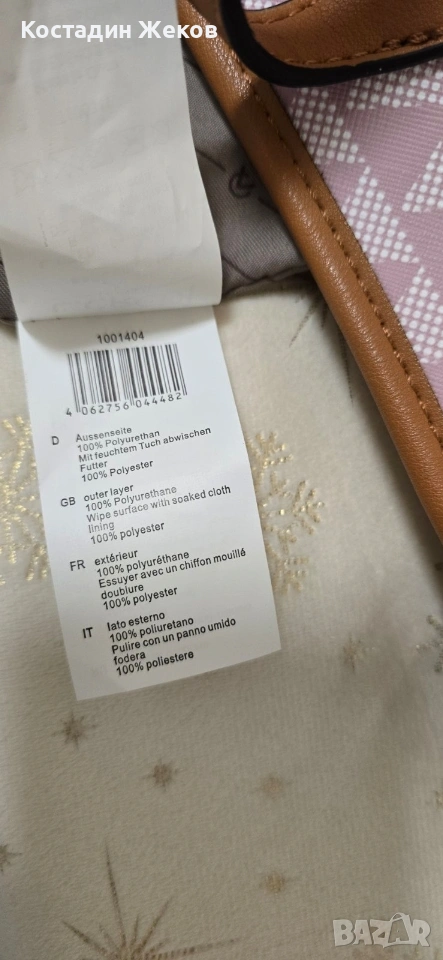 Костадин Жеков
1001404
4 062756 044482
D Aussenseite
100% Polyurethan
Mit feuchtem Tuch abwischen
Futter
100% Polyester
GB outer layer
100% Polyurethane
Wipe surface with soaked cloth
lining
100% polyester
FR extérieur
100% polyuréthane
Essuyer avec un chiffon mouillé
doublure
100% polyester
IT lato esterno
100% poliuretano
Pulire con un panno umido
fodera
100% poliestere
BAZAR